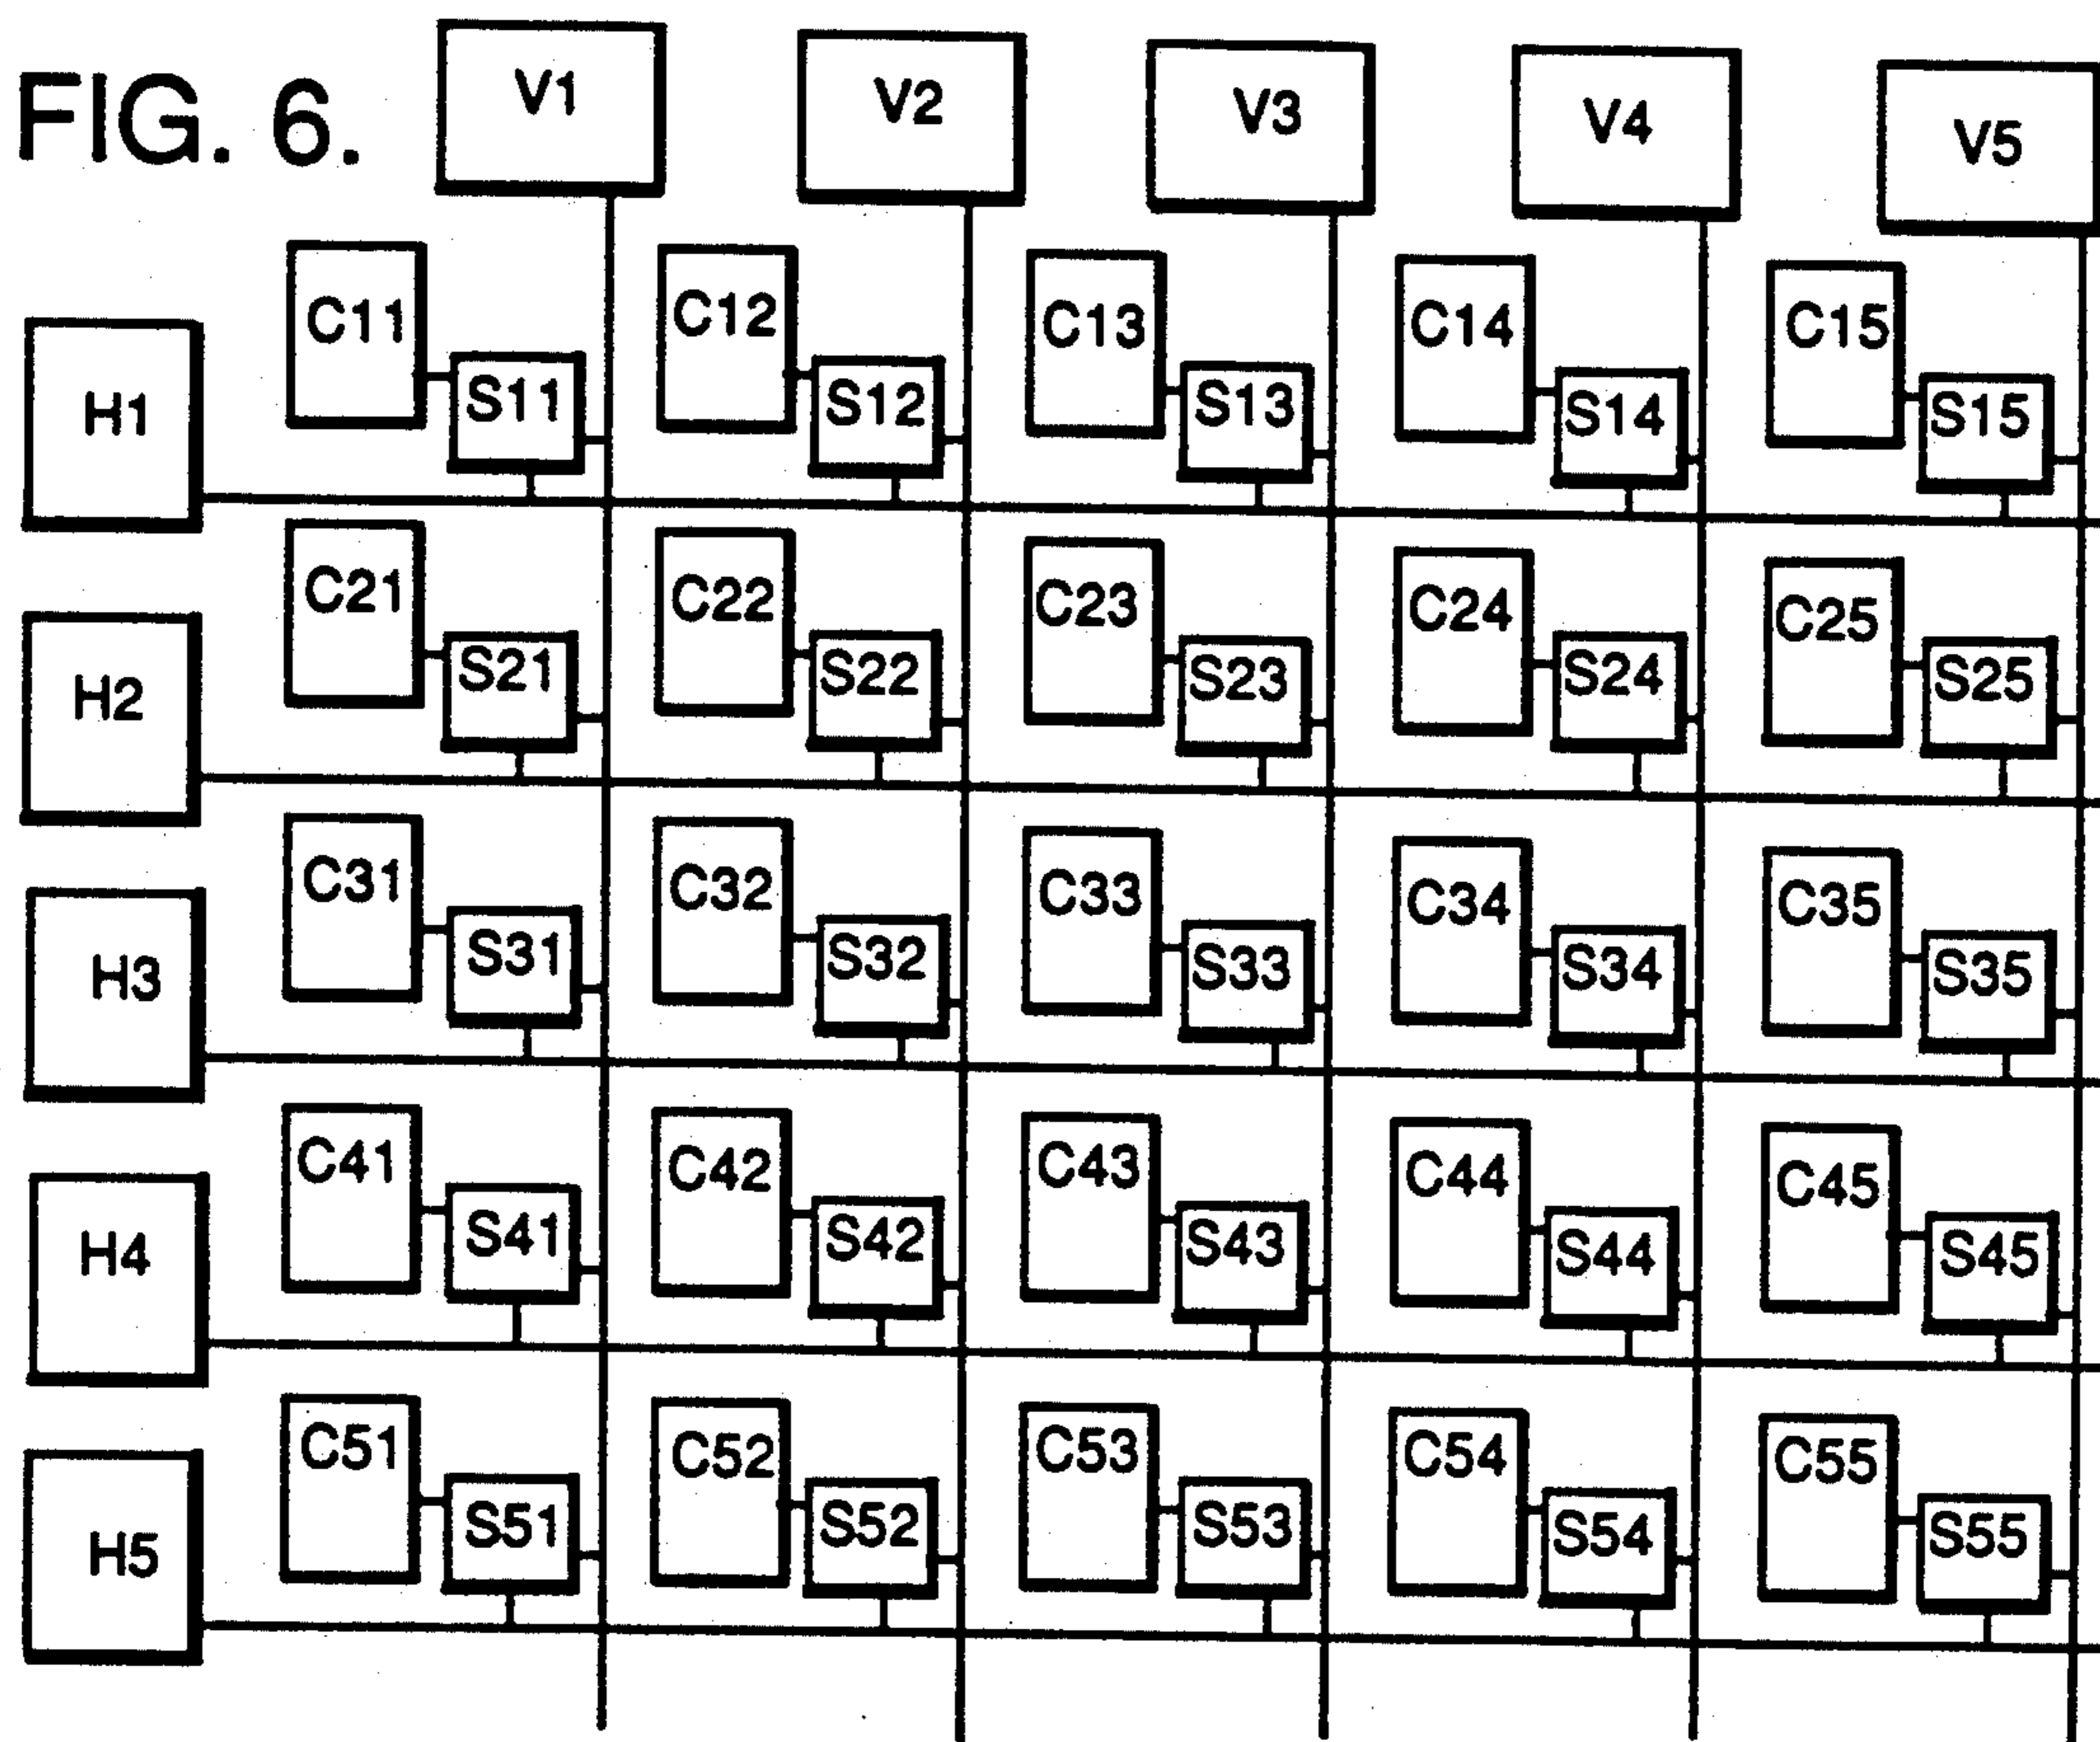 FIG. 6.
V1 V2 V3 V4 V5
C11 C12 C13 C14 C15
H1 S11 S12 S13 S14 S15
C21 C22 C23 C24 C25
H2 S21 S22 S23 S24 S25
C31 C32 C33 C34 C35
H3 S31 S32 S33 S34 S35
C41 C42 C43 C44 C45
H4 S41 S42 S43 S44 S45
C51 C52 C53 C54 C55
H5 S51 S52 S53 S54 S55